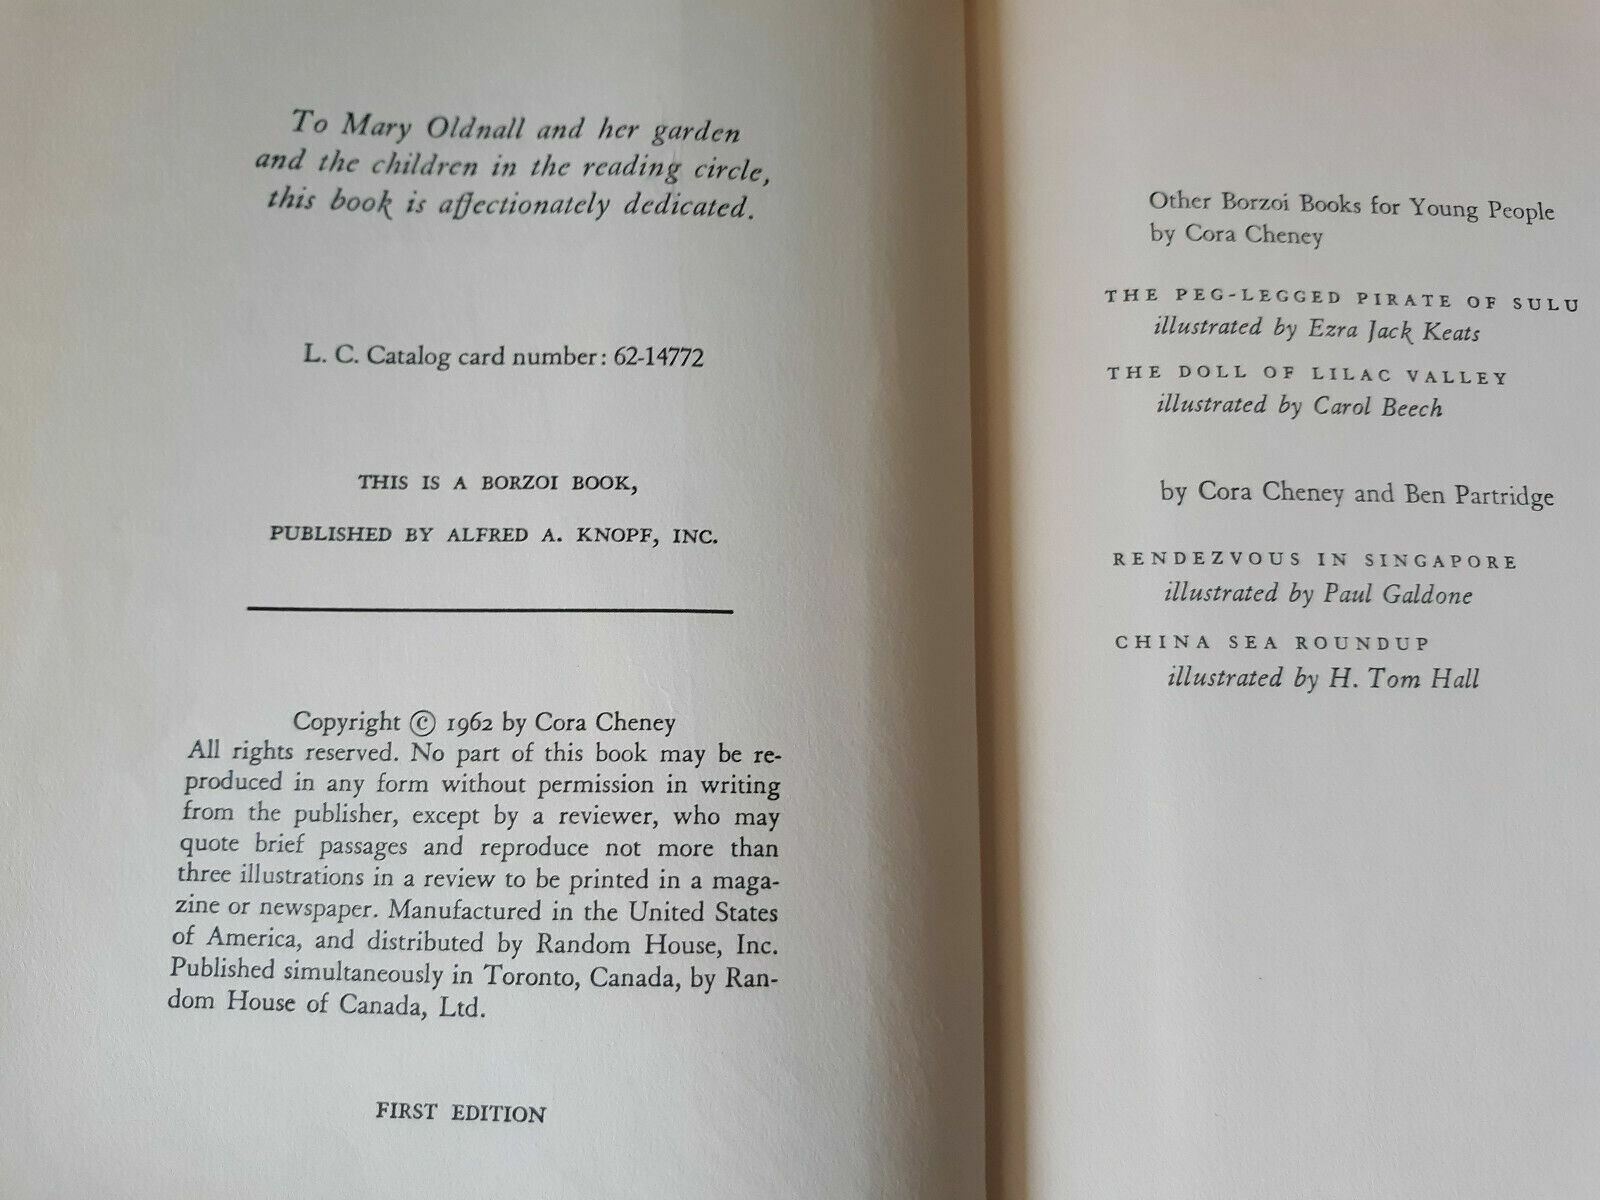 To Mary Oldnall and her garden
and the children in the reading circle,
this book is affectionately dedicated.
L. C. Catalog card number: 62-14772
THIS IS A BORZOI BOOK,
PUBLISHED BY ALFRED A. KNOPF, INC.
Copyright © 1962 by Cora Cheney
All rights reserved. No part of this book may be re-
produced in any form without permission in writing
from the publisher, except by a reviewer, who may
quote brief passages and reproduce not more than
three illustrations in a review to be printed in a maga-
zine or newspaper. Manufactured in the United States
of America, and distributed by Random House, Inc.
Published simultaneously in Toronto, Canada, by Ran-
dom House of Canada, Ltd.
FIRST EDITION
Other Borzoi Books for Young People
by Cora Cheney
THE PEG-LEGGED PIRATE OF SULU
illustrated by Ezra Jack Keats
THE DOLL OF LILAC VALLEY
illustrated by Carol Beech
by Cora Cheney and Ben Partridge
RENDEZVOUS IN SINGAPORE
illustrated by Paul Galdone
CHINA SEA ROUNDUP
illustrated by H. Tom Hall